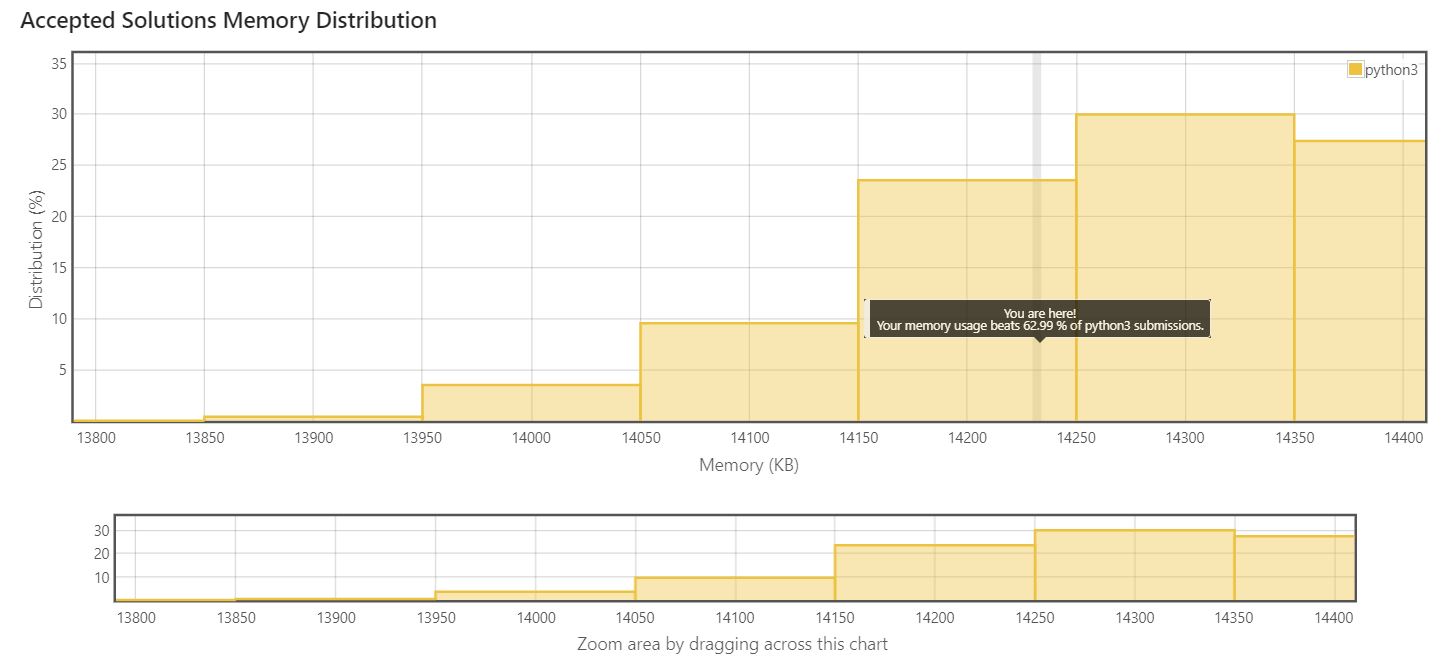 Accepted Solutions Memory Distribution
35
python3
30
25
20
15
10
5
Distribution (%)
You are here!
Your memory usage beats 62.99 % of python3 submissions.
13800 13850 13900 13950 14000 14050 14100 14150 14200 14250 14300 14350 14400
Memory (KB)
30
20
10
13800 13850 13900 13950 14000 14050 14100 14150 14200 14250 14300 14350 14400
Zoom area by dragging across this chart